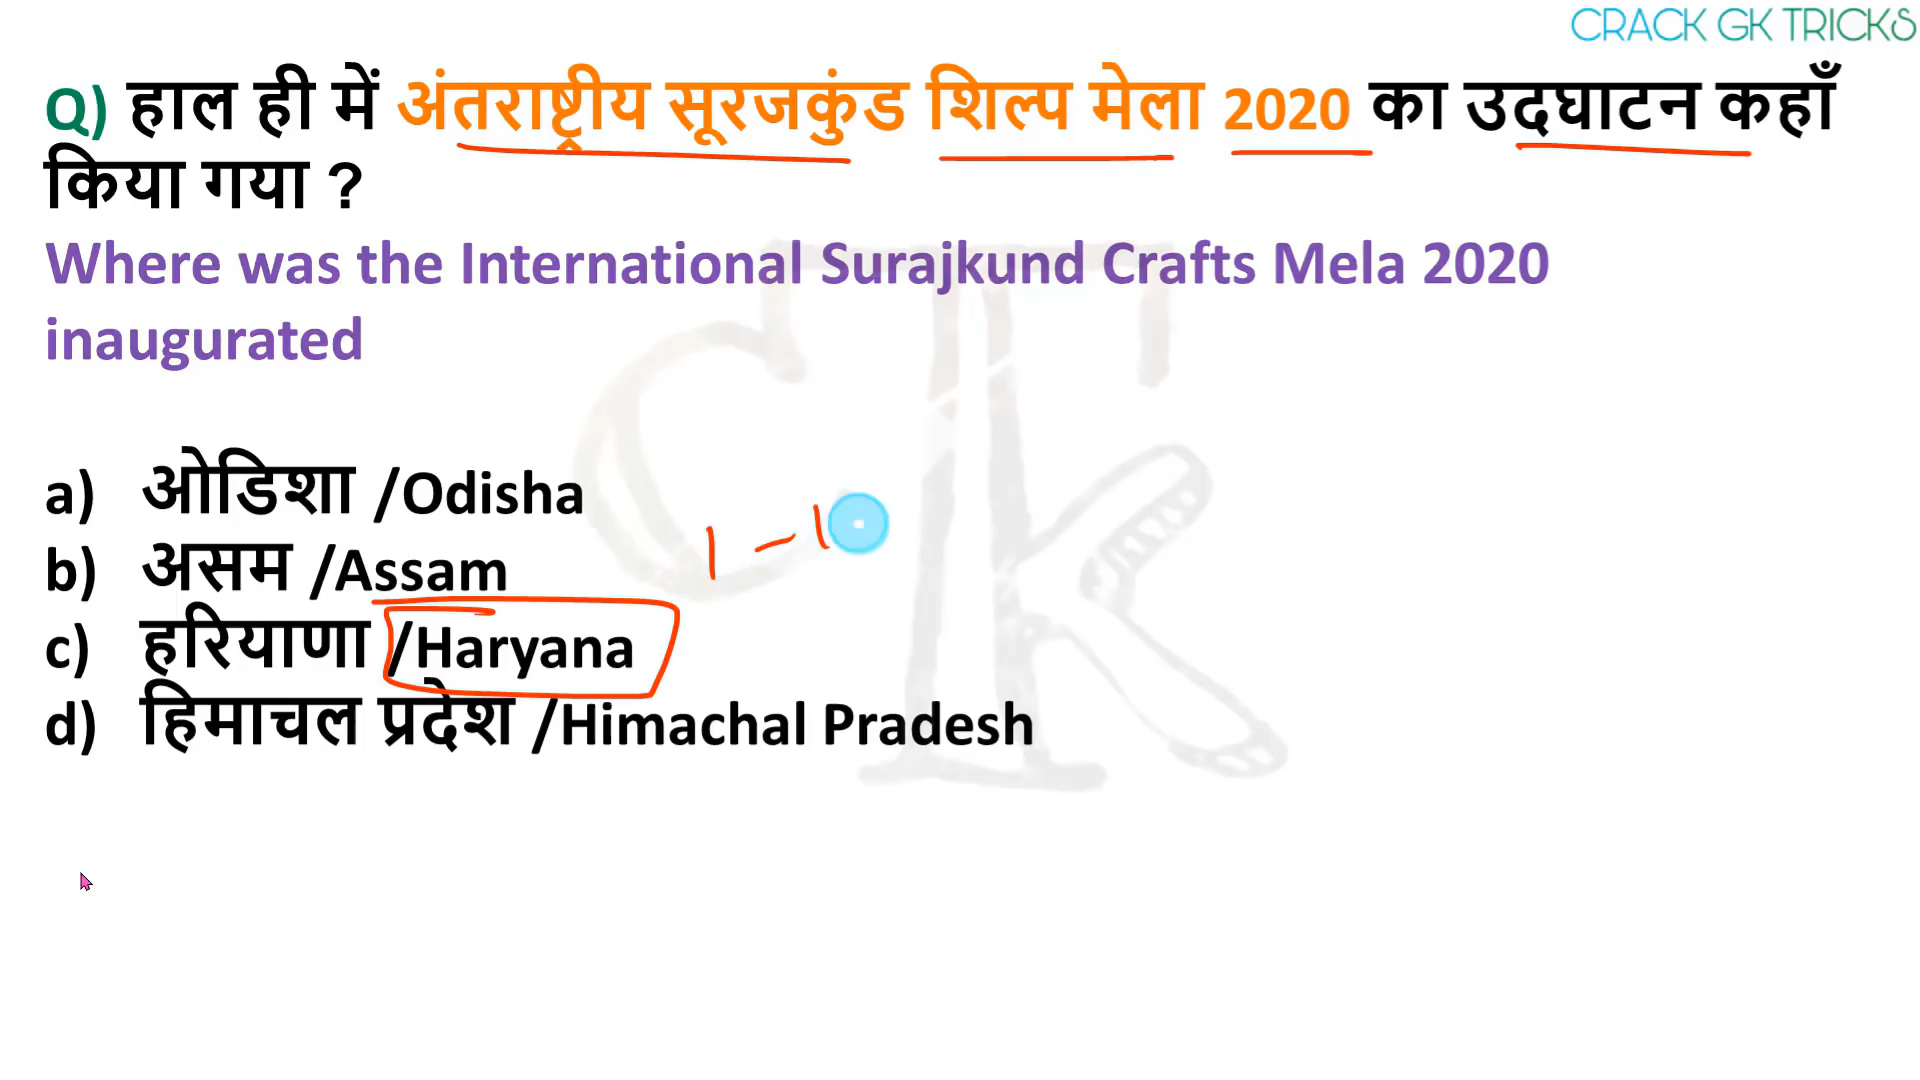 CRACK GK TRICKS
Q) हाल ही में अंतराष्ट्रीय सूरजकुंड शिल्प मेला 2020 का उदघाटन कहाँ
किया गया ?
Where was the International Surajkund Crafts Mela 2020
inaugurated
a) ओडिशा /Odisha
b) असम /Assam
c) हरियाणा /Haryana
d) हिमाचल प्रदेश /Himachal Pradesh